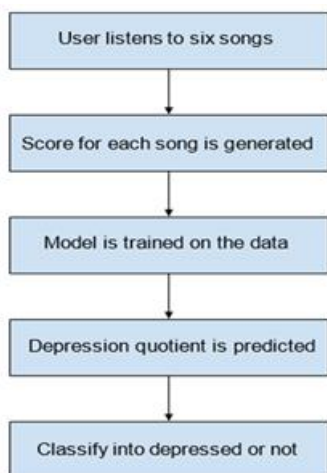 User listens to six songs
Score for each song is generated
Model is trained on the data
Depression quotient is predicted
Classify into depressed or not